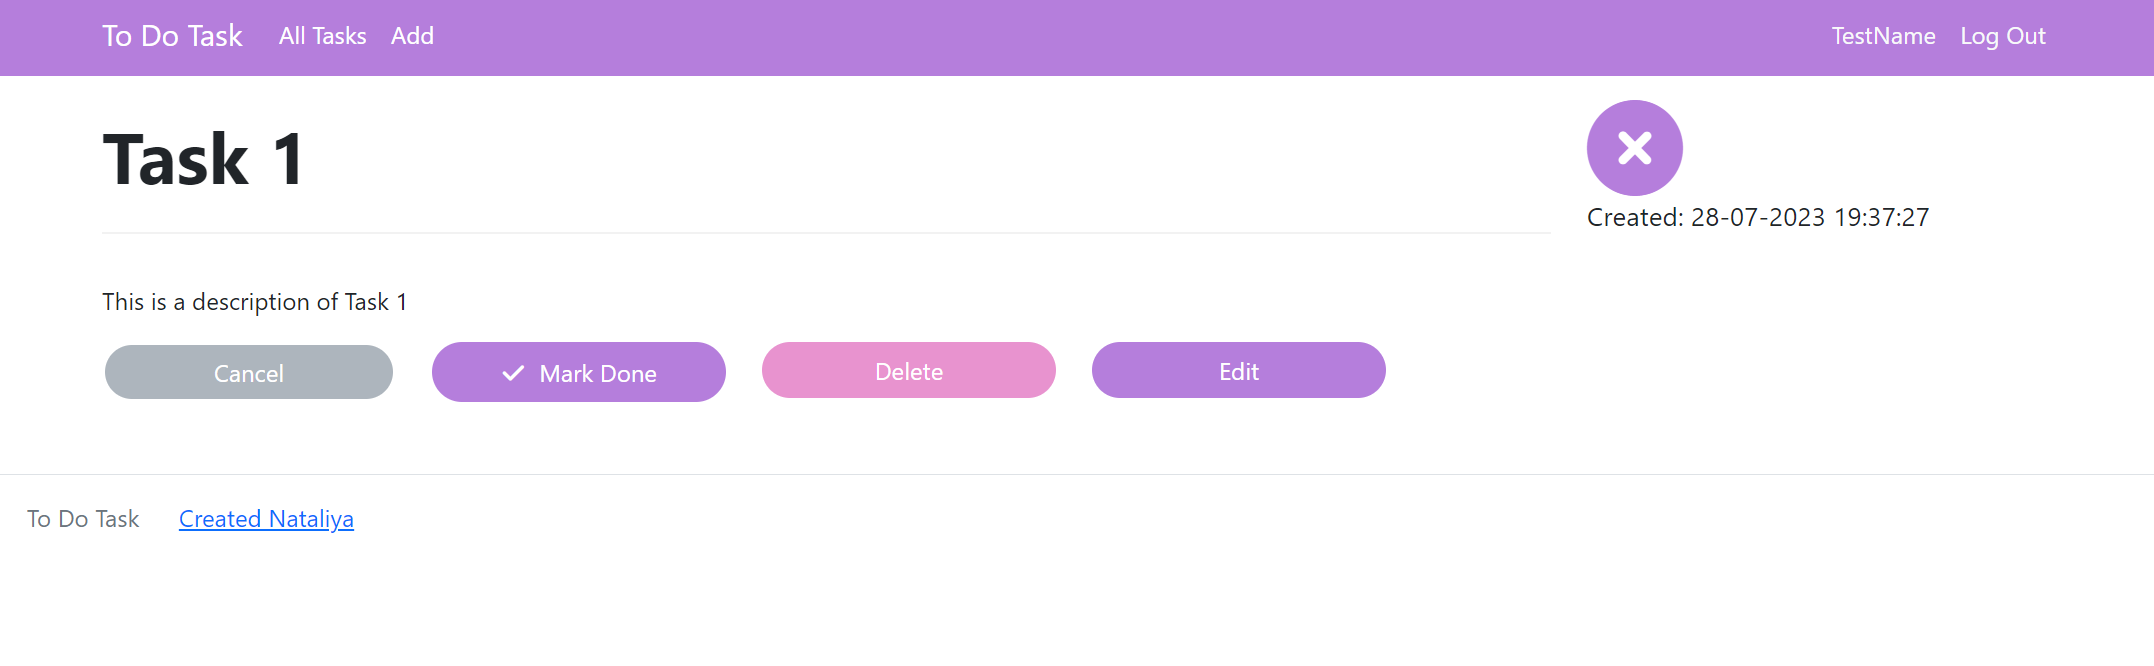 To Do Task All Tasks Add TestName Log Out
Task 1
Created: 28-07-2023 19:37:27
This is a description of Task 1
Cancel Mark Done Delete Edit
To Do Task Created Nataliya